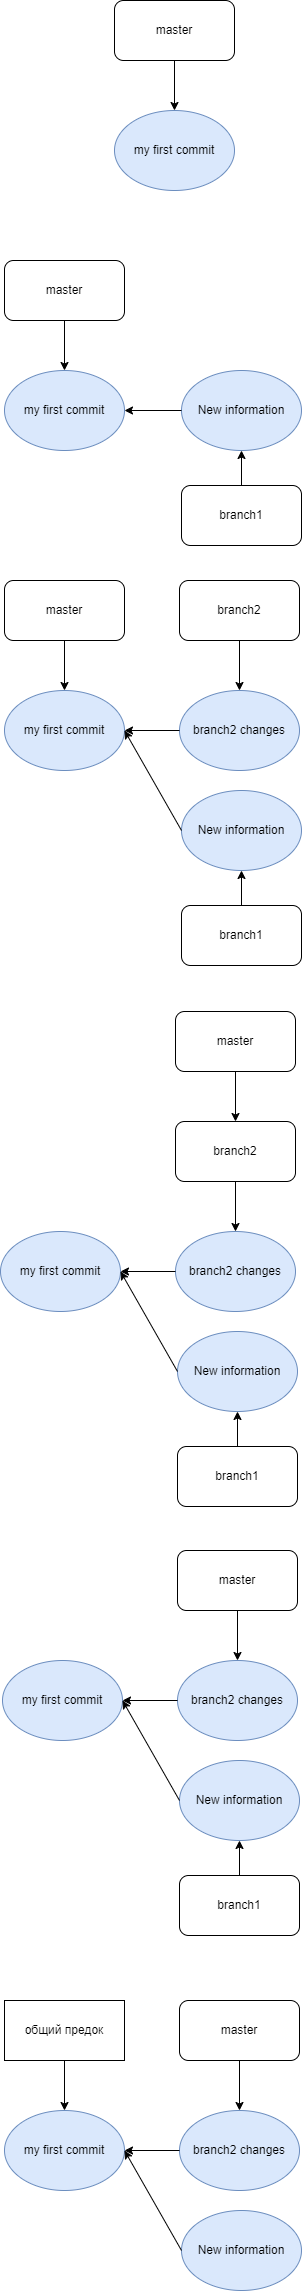 master
my first commit
master
my first commit
New information
branch1
master
branch2
my first commit
branch2 changes
New information
branch1
master
branch2
my first commit
branch2 changes
New information
branch1
master
my first commit
branch2 changes
New information
branch1
общий предок
master
my first commit
branch2 changes
New information